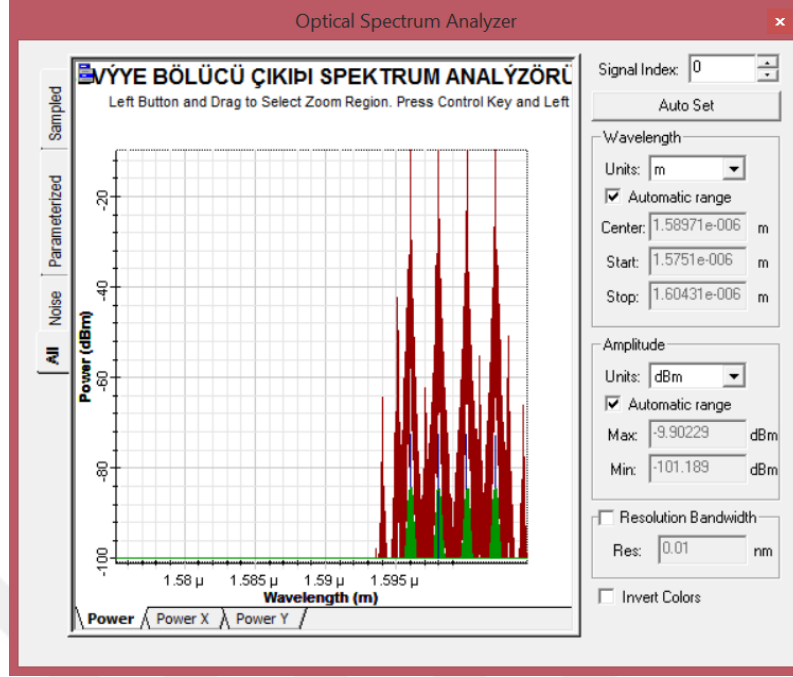 Optical Spectrum Analyzer
VÝYE BÖLÜCÜ ÇIKIÞI SPEKTRUM ANALÝZÖRÜ
Left Button and Drag to Select Zoom Region. Press Control Key and Left
Sampled
Parameterized
Noise
All
Power (dBm)
-20
-40
-60
-80
-100
1.58 µ 1.585 µ 1.59 µ 1.595 µ
Wavelength (m)
Power Power X Power Y
Signal Index: 0
Auto Set
Wavelength
Units: m
Automatic range
Center: 1.58971e-006 m
Start: 1.5751e-006 m
Stop: 1.60431e-006 m
Amplitude
Units: dBm
Automatic range
Max: -9.90229 dBm
Min: -101.189 dBm
Resolution Bandwidth
Res: 0.01 nm
Invert Colors